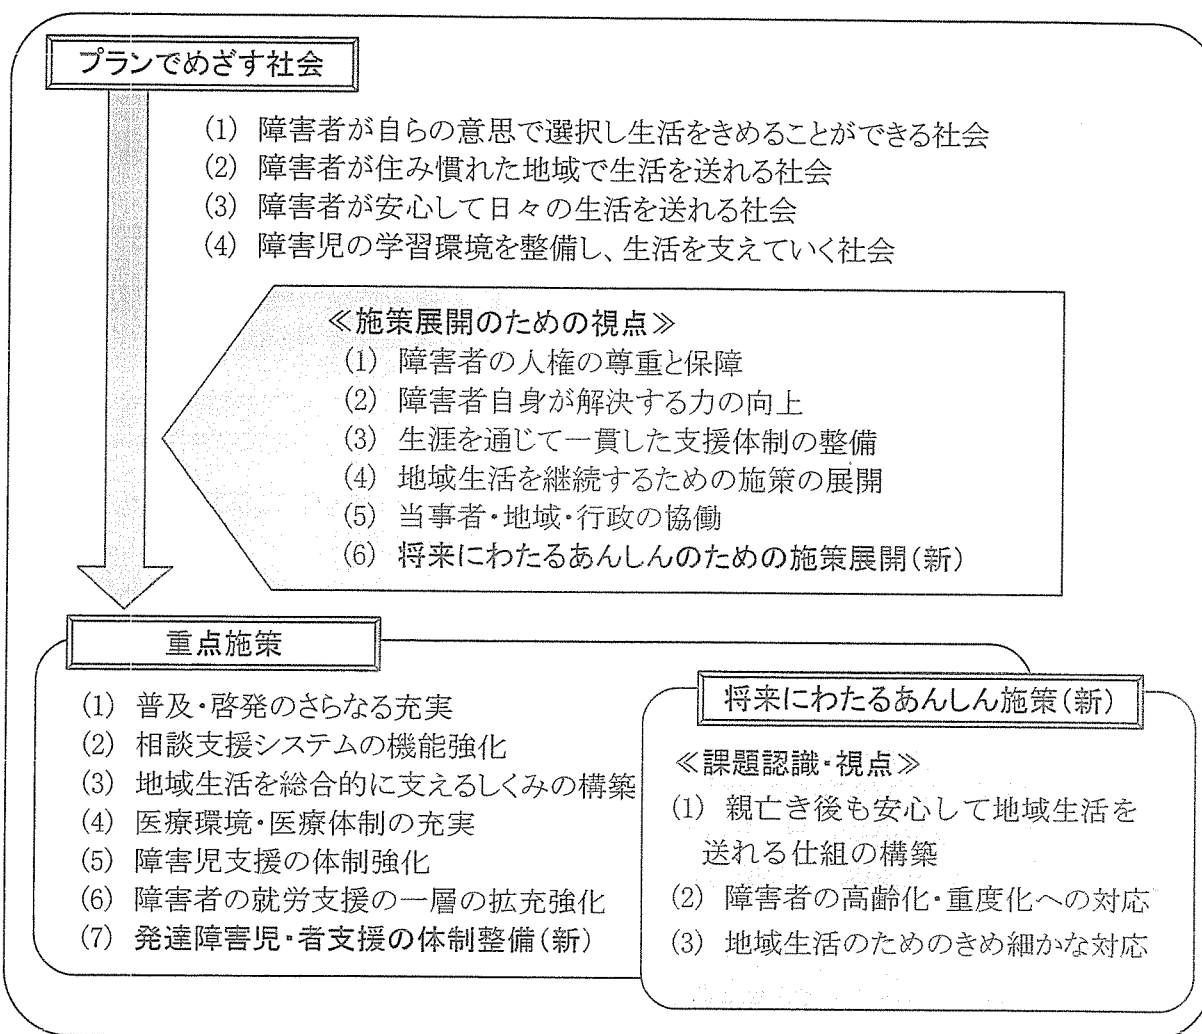 プランでめざす社会
(1) 障害者が自らの意思で選択し生活をきめることができる社会
(2) 障害者が住み慣れた地域で生活を送れる社会
(3) 障害者が安心して日々の生活を送れる社会
(4) 障害児の学習環境を整備し、生活を支えていく社会
≪施策展開のための視点≫
(1) 障害者の人権の尊重と保障
(2) 障害者自身が解決する力の向上
(3) 生涯を通じて一貫した支援体制の整備
(4) 地域生活を継続するための施策の展開
(5) 当事者・地域・行政の協働
(6) 将来にわたるあんしんのための施策展開(新)
重点施策
(1) 普及・啓発のさらなる充実
(2) 相談支援システムの機能強化
(3) 地域生活を総合的に支えるしくみの構築
(4) 医療環境・医療体制の充実
(5) 障害児支援の体制強化
(6) 障害者の就労支援の一層の拡充強化
(7) 発達障害児・者支援の体制整備(新)
将来にわたるあんしん施策(新)
≪課題認識・視点≫
(1) 親亡き後も安心して地域生活を
送れる仕組の構築
(2) 障害者の高齢化・重度化への対応
(3) 地域生活のためのきめ細かな対応